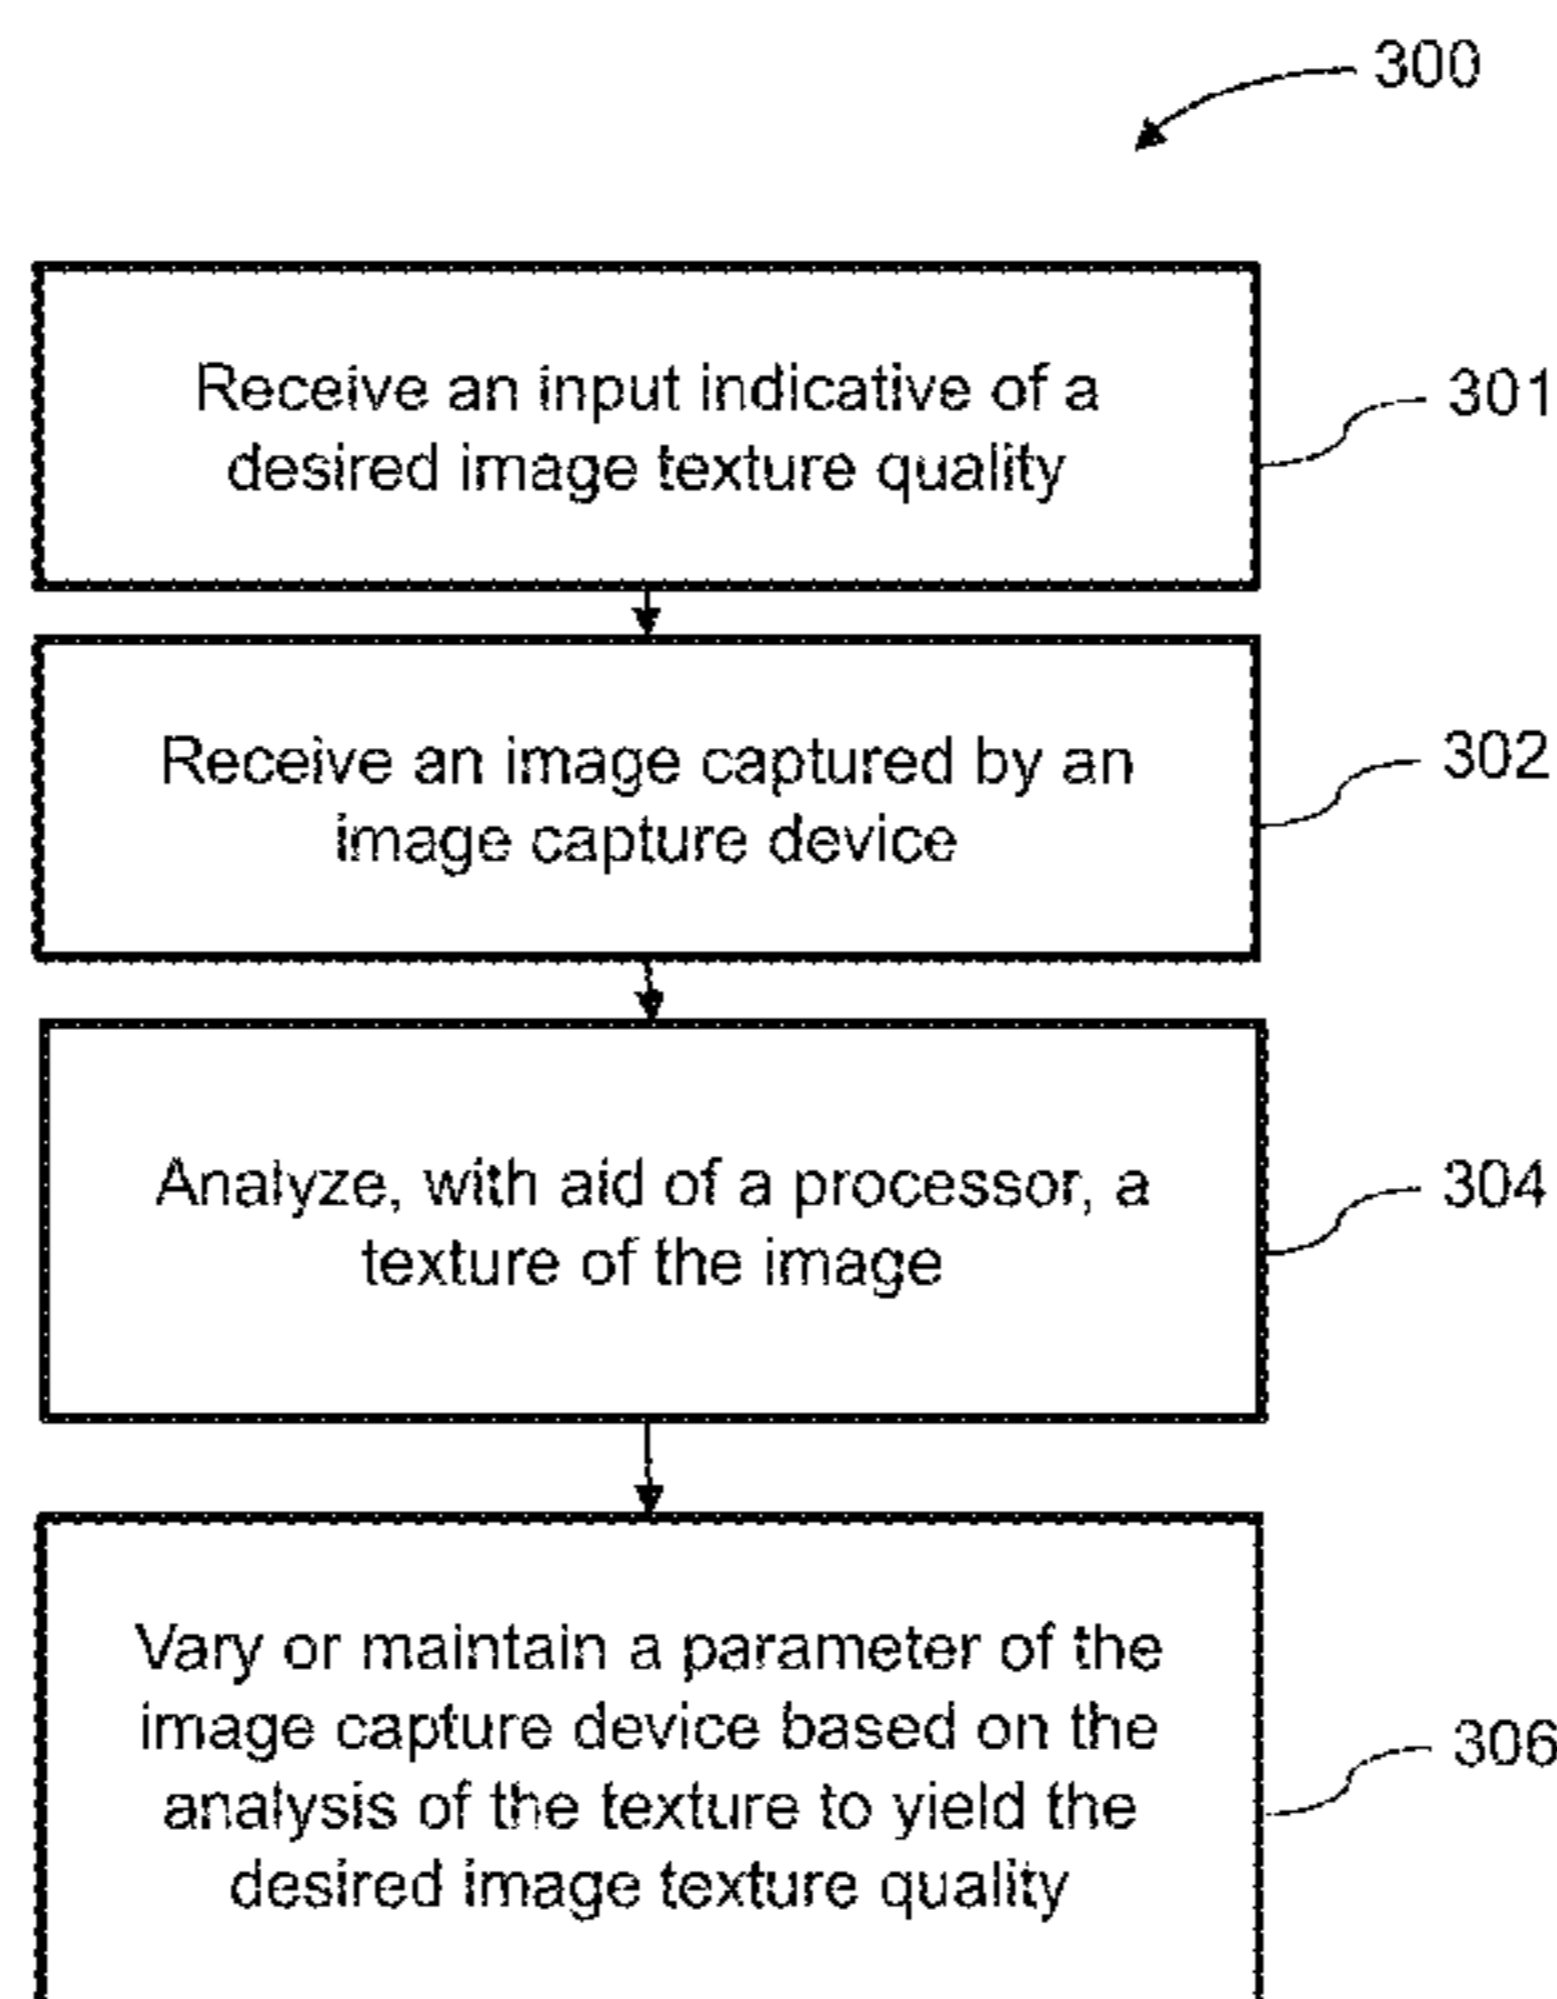 300
Receive an input indicative of a
desired image texture quality
301
Receive an image captured by an
image capture device
302
Analyze, with aid of a processor, a
texture of the image
304
Vary or maintain a parameter of the
image capture device based on the
analysis of the texture to yield the
desired image texture quality
306